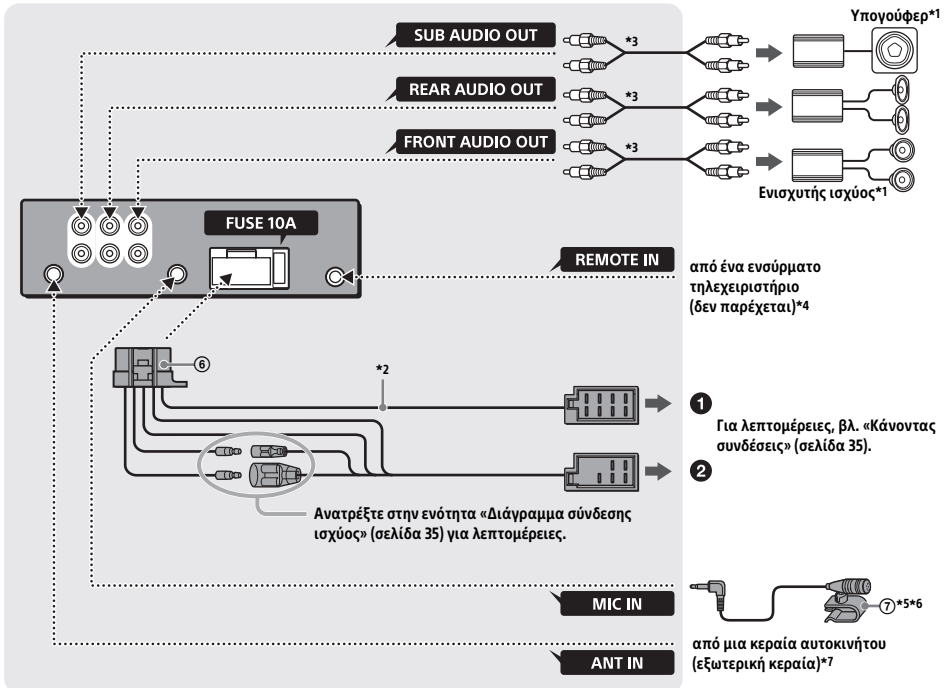 Υπογούφερ*1
SUB AUDIO OUT
*3
REAR AUDIO OUT
*3
FRONT AUDIO OUT
*3
Ενισχυτής ισχύος*1
FUSE 10A
REMOTE IN
από ένα ενσύρματο
τηλεχειριστήριο
(δεν παρέχεται)*4
⑥
*2
❶
Για λεπτομέρειες, βλ. «Κάνοντας
συνδέσεις» (σελίδα 35).
❷
Ανατρέξτε στην ενότητα «Διάγραμμα σύνδεσης
ισχύος» (σελίδα 35) για λεπτομέρειες.
MIC IN
⑦*5*6
από μια κεραία αυτοκινήτου
(εξωτερική κεραία)*7
ANT IN